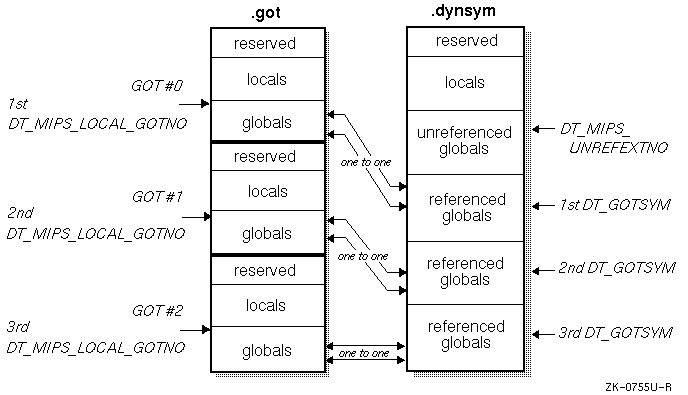 .got
.dynsym
reserved
locals
globals
reserved
locals
globals
reserved
locals
globals
GOT #0
1st
DT_MIPS_LOCAL_GOTNO
GOT #1
2nd
DT_MIPS_LOCAL_GOTNO
GOT #2
3rd
DT_MIPS_LOCAL_GOTNO
one to one
one to one
one to one
reserved
locals
unreferenced
globals
referenced
globals
referenced
globals
referenced
globals
DT_MIPS_
UNREFEXTNO
1st DT_GOTSYM
2nd DT_GOTSYM
3rd DT_GOTSYM
ZK-0755U-R